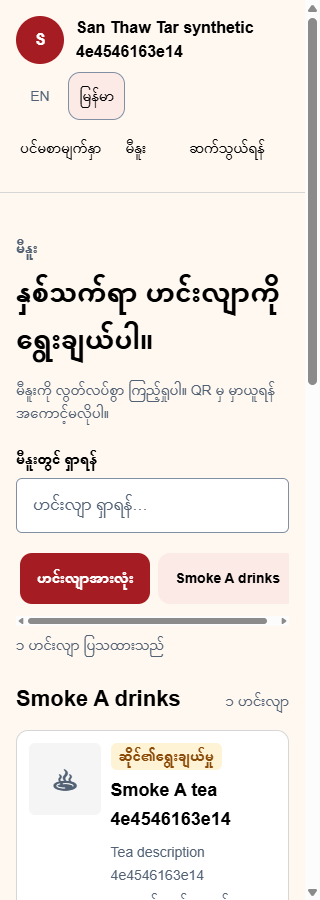 S
San Thaw Tar synthetic
4e4546163e14
EN
မြန်မာ
ပင်မစာမျက်နှာ
မီနူး
ဆက်သွယ်ရန်
မီနူး
နှစ်သက်ရာ ဟင်းလျာကို
ရွေးချယ်ပါ။
မီနူးကို လွတ်လပ်စွာ ကြည့်ရှုပါ။ QR မှ မှာယူရန်
အကောင့်မလိုပါ။
မီနူးတွင် ရှာရန်
ဟင်းလျာ ရှာရန်…
ဟင်းလျာအားလုံး
Smoke A drinks
၁ ဟင်းလျာ ပြသထားသည်
Smoke A drinks
၁ ဟင်းလျာ
ဆိုင်၏ရွေးချယ်မှု
Smoke A tea
4e4546163e14
Tea description
4e4546163e14